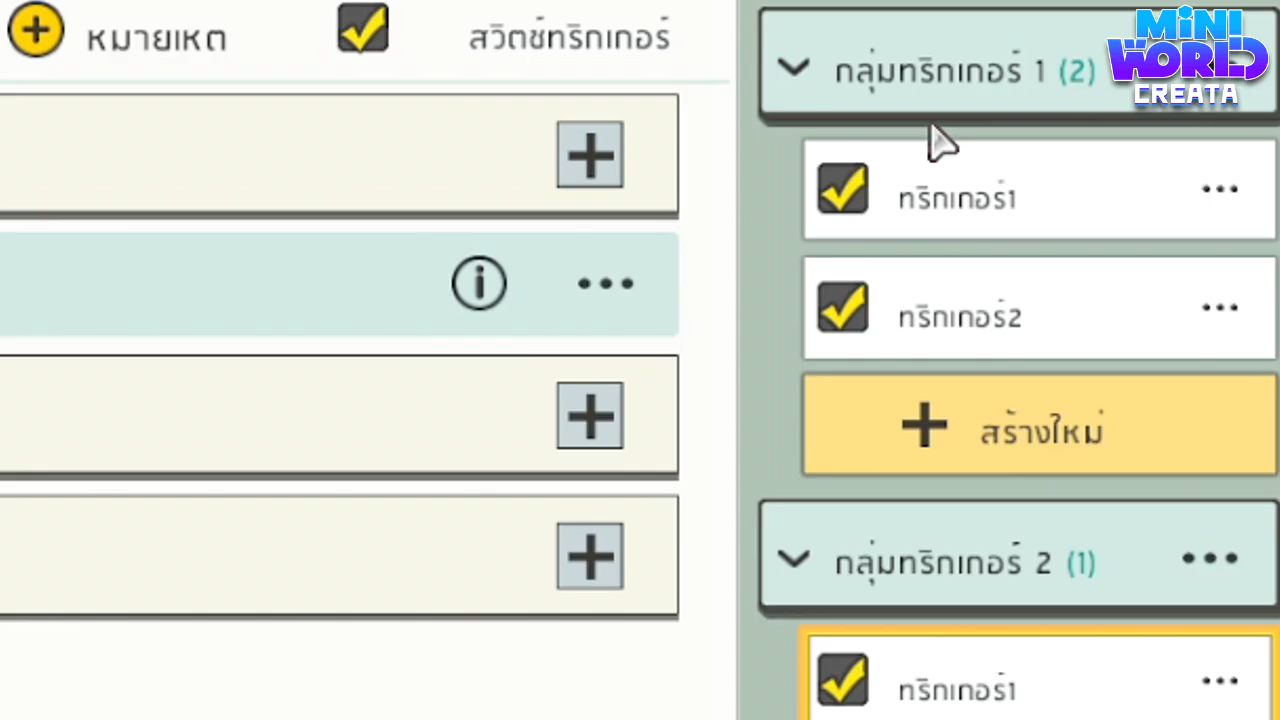 หมายเหต
สวิตช์ทริกเกอร์
กลุ่มทริกเกอร์ 1 (2)
MINI WORLD
CREATA
ทริกเกอร์1
ทริกเกอร์2
สร้างใหม่
กลุ่มทริกเกอร์ 2 (1)
ทริกเกอร์1